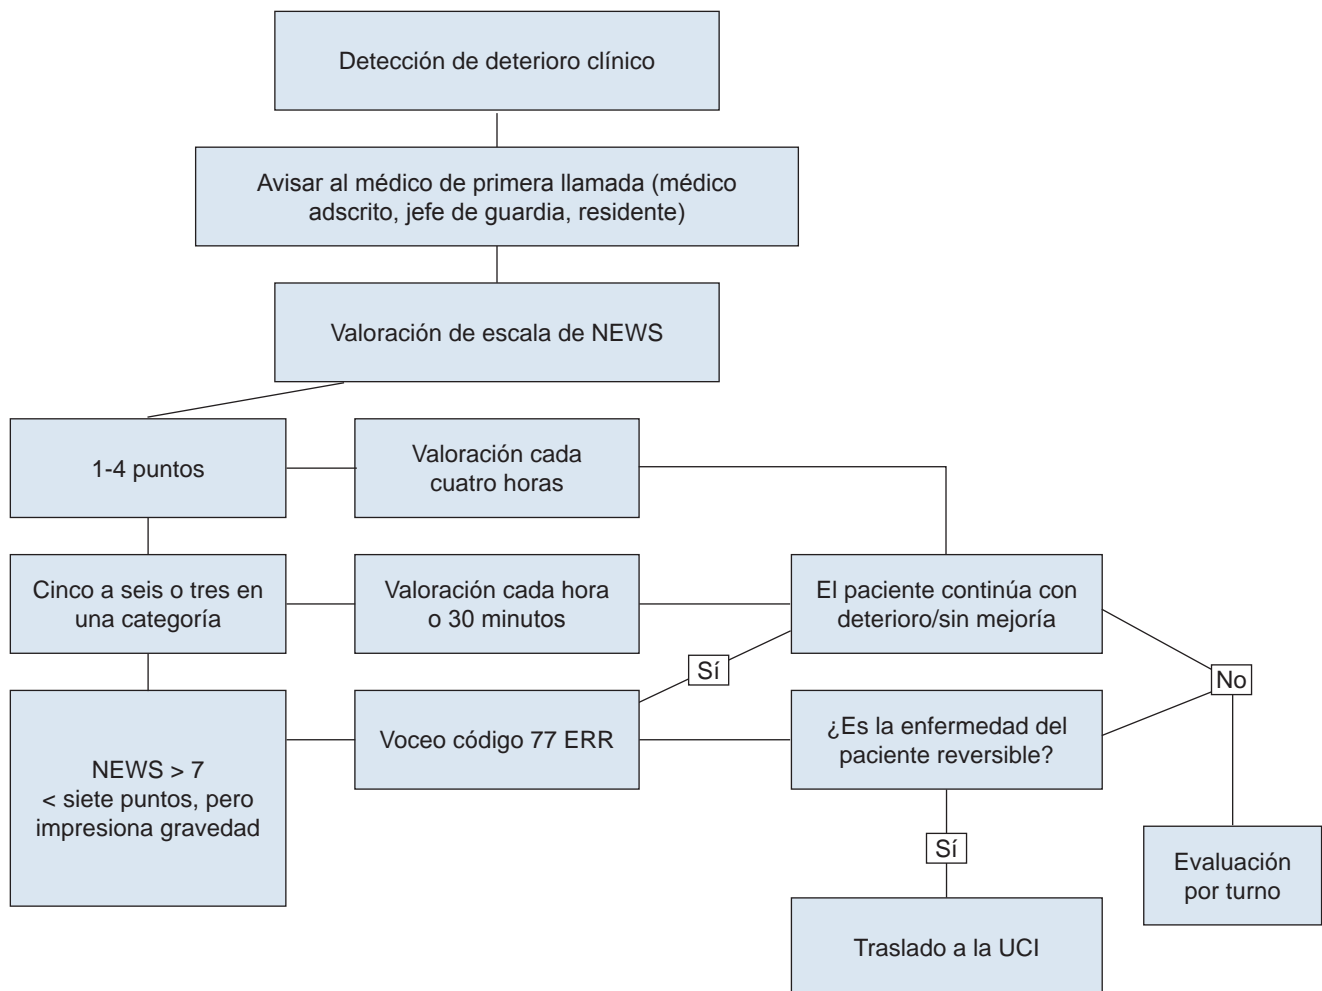 Detección de deterioro clínico
Avisar al médico de primera llamada (médico
adscrito, jefe de guardia, residente)
Valoración de escala de NEWS
1-4 puntos
Valoración cada
cuatro horas
Cinco a seis o tres en
una categoría
Valoración cada hora
o 30 minutos
El paciente continúa con
deterioro/sin mejoría
Sí
No
NEWS > 7
< siete puntos, pero
impresiona gravedad
Voceo código 77 ERR
¿Es la enfermedad del
paciente reversible?
Sí
Evaluación
por turno
Traslado a la UCI